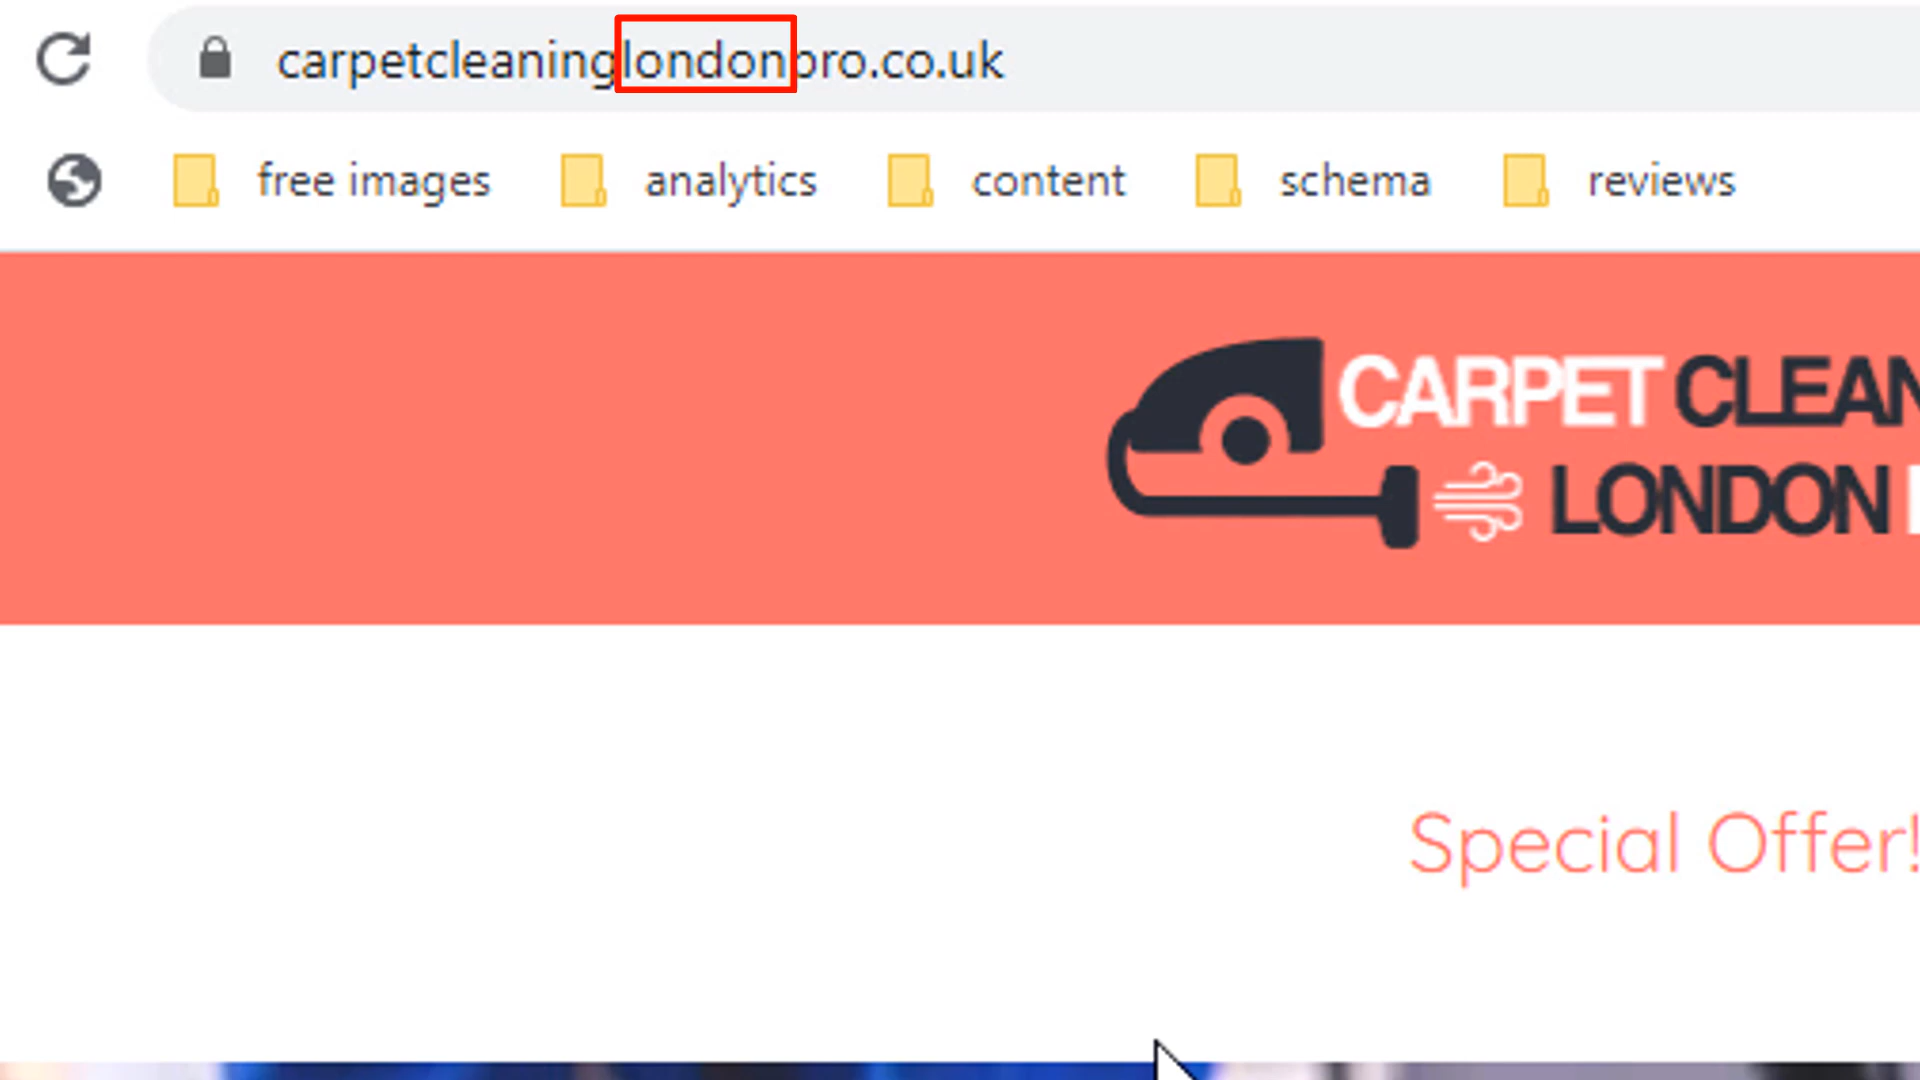 carpetcleaninglondonpro.co.uk
free images analytics content schema reviews
CARPET CLEAN
LONDON
Special Offer!